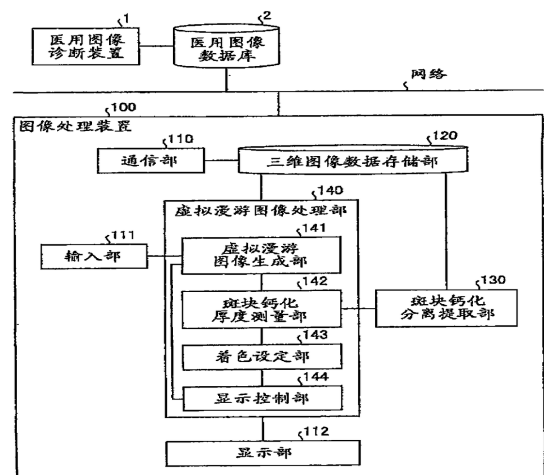 1
医用图像
诊断装置
2
医用图像
数据库
网络
100
图像处理装置
110
通信部
120
三维图像数据存储部
140
虚拟漫游图像处理部
111
输入部
141
虚拟漫游
图像生成部
142
斑块钙化
厚度测量部
130
斑块钙化
分离提取部
143
着色设定部
144
显示控制部
112
显示部